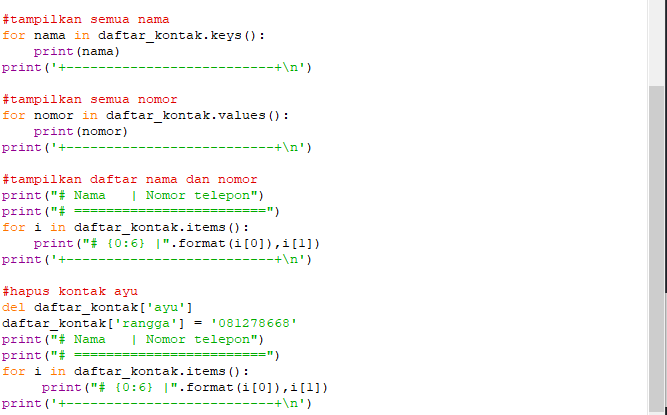 #tampilkan semua nama
for nama in daftar_kontak.keys():
    print(nama)
print('+--------------------------+\n')

#tampilkan semua nomor
for nomor in daftar_kontak.values():
    print(nomor)
print('+--------------------------+\n')

#tampilkan daftar nama dan nomor
print("# Nama   | Nomor telepon")
print("# ========================")
for i in daftar_kontak.items():
    print("# {0:6} |".format(i[0]),i[1])
print('+--------------------------+\n')

#hapus kontak ayu
del daftar_kontak['ayu']
daftar_kontak['rangga'] = '081278668'
print("# Nama   | Nomor telepon")
print("# ========================")
for i in daftar_kontak.items():
     print("# {0:6} |".format(i[0]),i[1])
print('+--------------------------+\n')